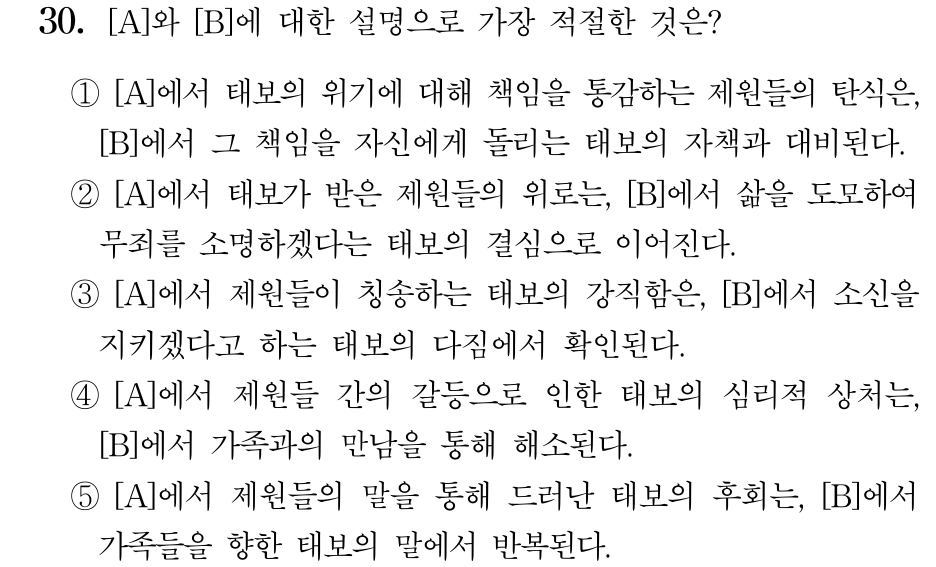 30. [A]와 [B]에 대한 설명으로 가장 적절한 것은?
① [A]에서 태보의 위기에 대해 책임을 통감하는 제원들의 탄식은,
[B]에서 그 책임을 자신에게 돌리는 태보의 자책과 대비된다.
② [A]에서 태보가 받은 제원들의 위로는, [B]에서 삶을 도모하여
무죄를 소명하겠다는 태보의 결심으로 이어진다.
③ [A]에서 제원들이 칭송하는 태보의 강직함은, [B]에서 소신을
지키겠다고 하는 태보의 다짐에서 확인된다.
④ [A]에서 제원들 간의 갈등으로 인한 태보의 심리적 상처는,
[B]에서 가족과의 만남을 통해 해소된다.
⑤ [A]에서 제원들의 말을 통해 드러난 태보의 후회는, [B]에서
가족들을 향한 태보의 말에서 반복된다.